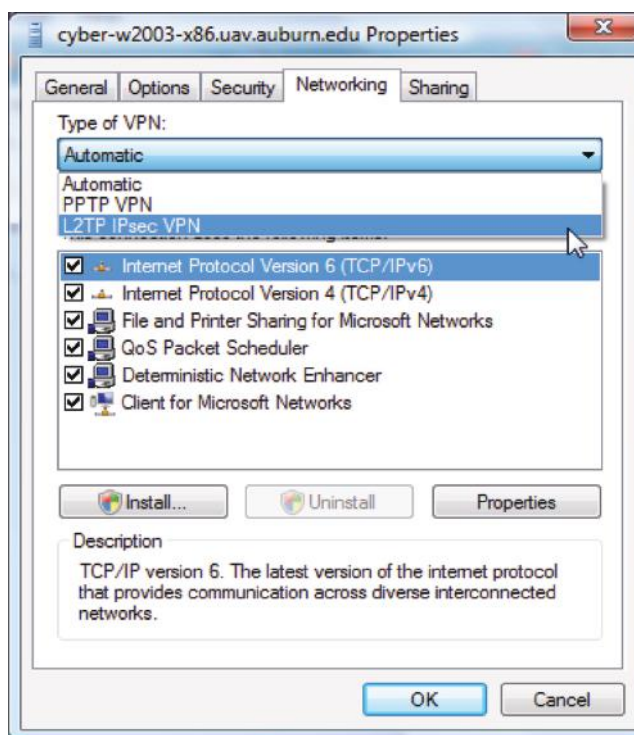 cyber-w2003-x86.uav.auburn.edu Properties
General Options Security Networking Sharing
Type of VPN:
Automatic
Automatic
PPTP VPN
L2TP IPsec VPN
Internet Protocol Version 6 (TCP/IPv6)
Internet Protocol Version 4 (TCP/IPv4)
File and Printer Sharing for Microsoft Networks
QoS Packet Scheduler
Deterministic Network Enhancer
Client for Microsoft Networks
Install... Uninstall Properties
Description
TCP/IP version 6. The latest version of the internet protocol
that provides communication across diverse interconnected
networks.
OK Cancel